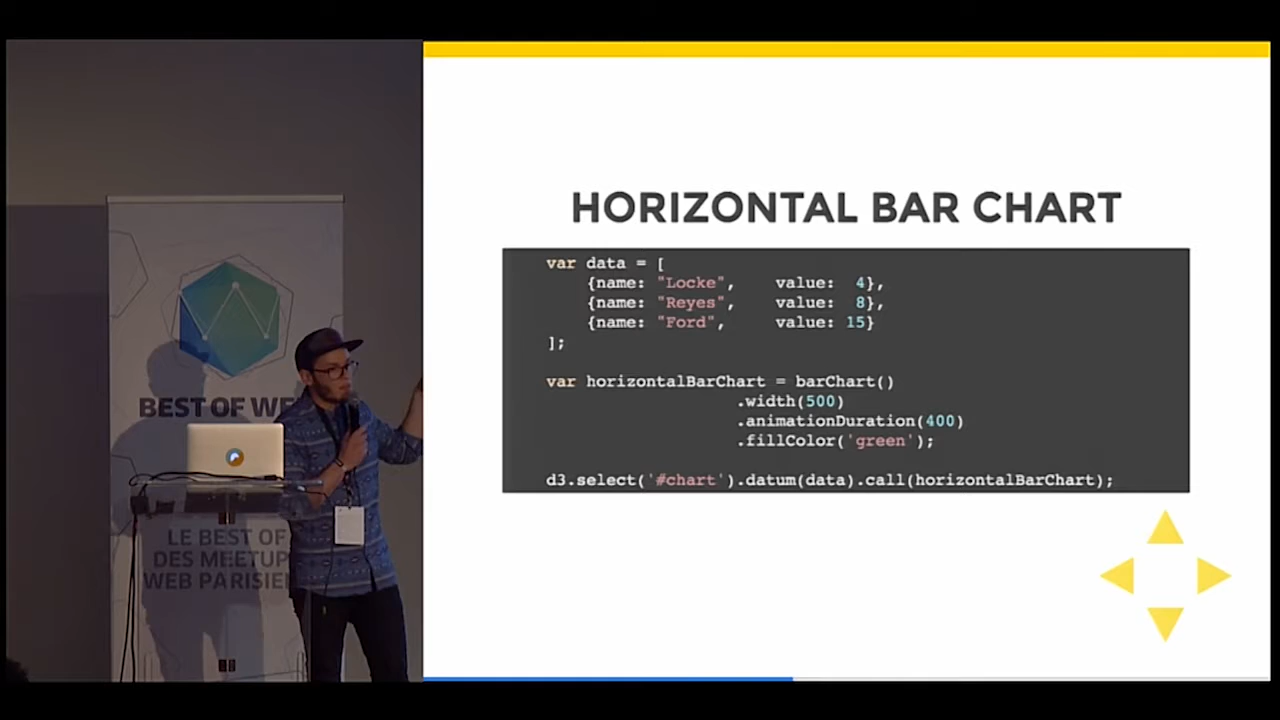 HORIZONTAL BAR CHART
var data = [
{name: "Locke", value: 4},
{name: "Reyes", value: 8},
{name: "Ford", value: 15}
];
var horizontalBarChart = barChart()
.width(500)
.animationDuration(400)
.fillColor('green');
d3.select('#chart').datum(data).call(horizontalBarChart);
BEST OF WE
LE BEST OF
DES MEETUP
WEB PARISIE